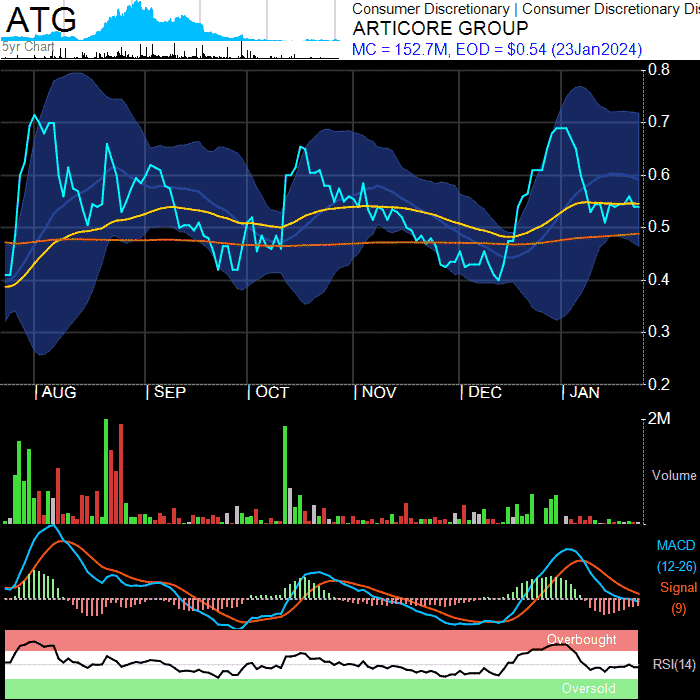 ATG
5yr Chart
Consumer Discretionary | Consumer Discretionary Dis
ARTICORE GROUP
MC = 152.7M, EOD = $0.54 (23Jan2024)
0.8
0.7
0.6
0.5
0.4
0.3
0.2
AUG SEP OCT NOV DEC JAN
2M
Volume
MACD
(12-26)
Signal
(9)
Overbought
RSI(14)
Oversold